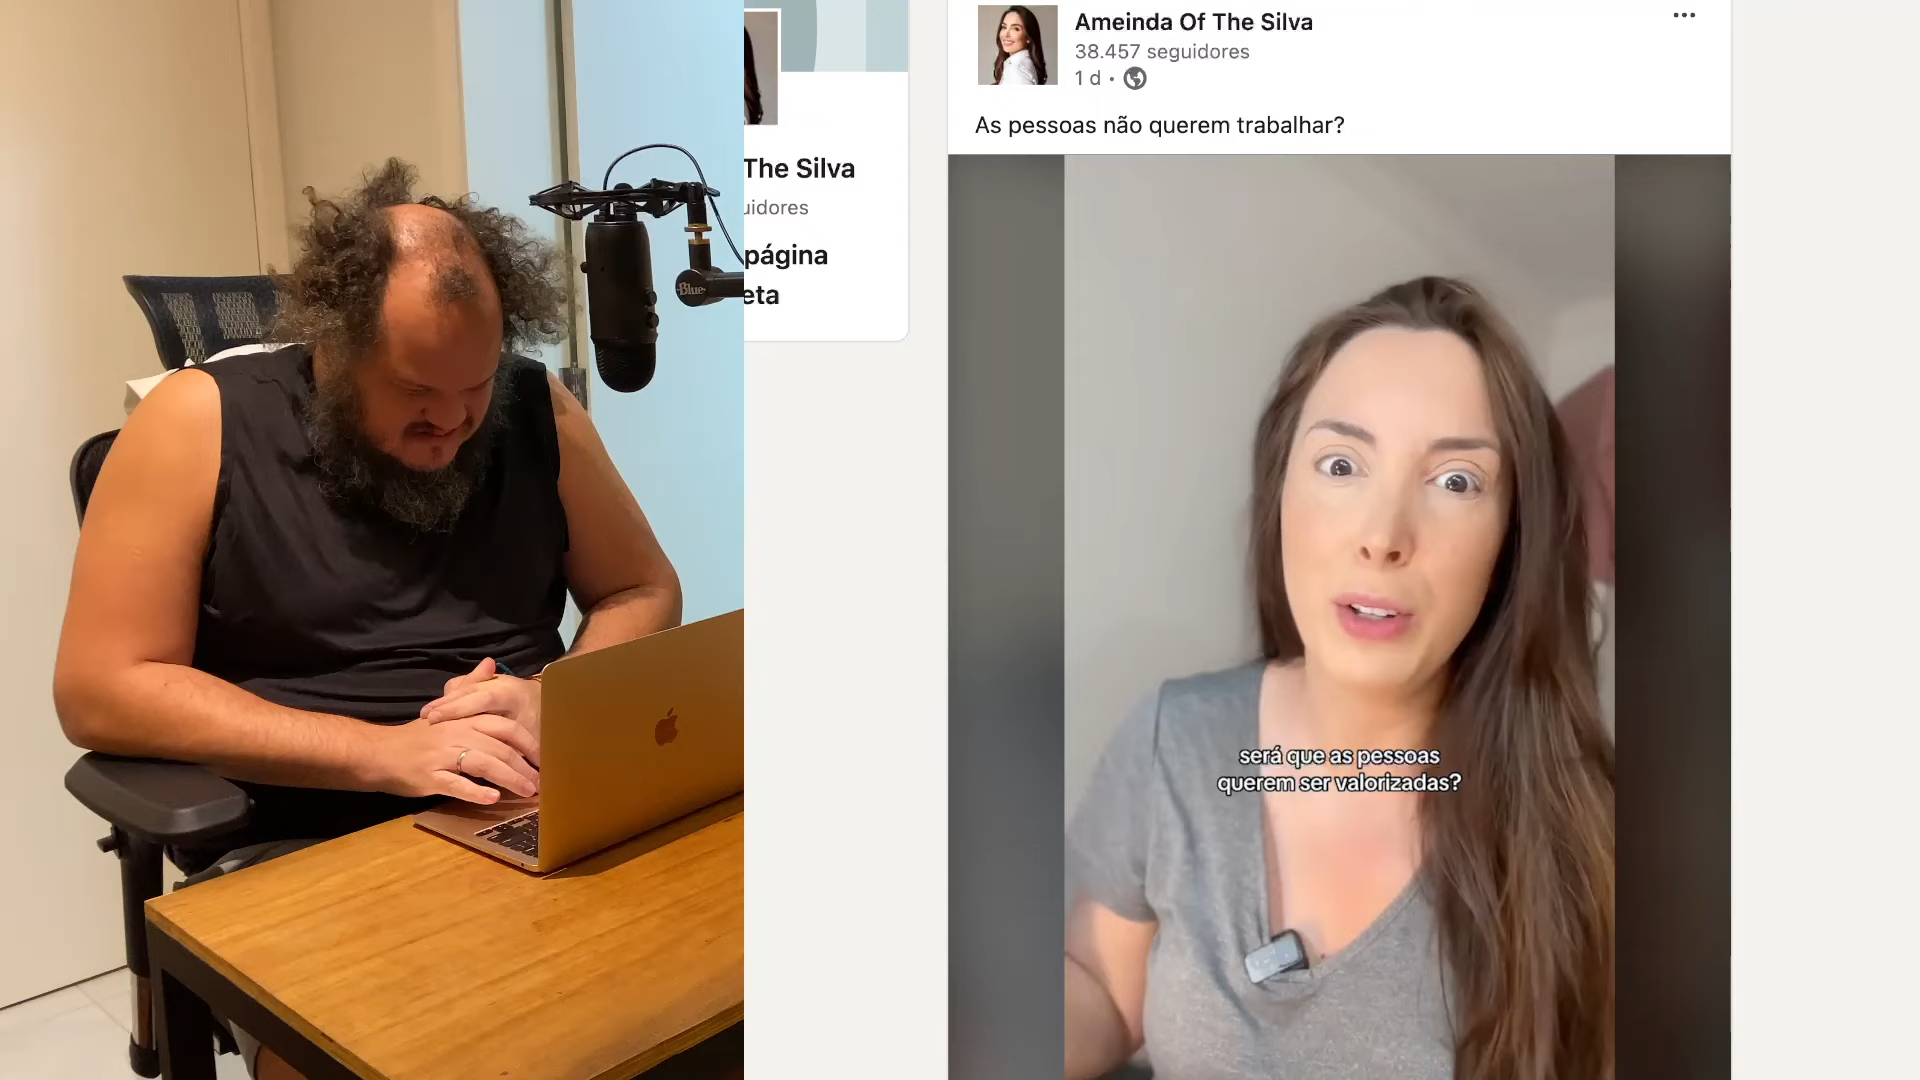 The Silva
uidores
página
eta
Blue
Ameinda Of The Silva
38.457 seguidores
1 d •
As pessoas não querem trabalhar?
será que as pessoas
querem ser valorizadas?